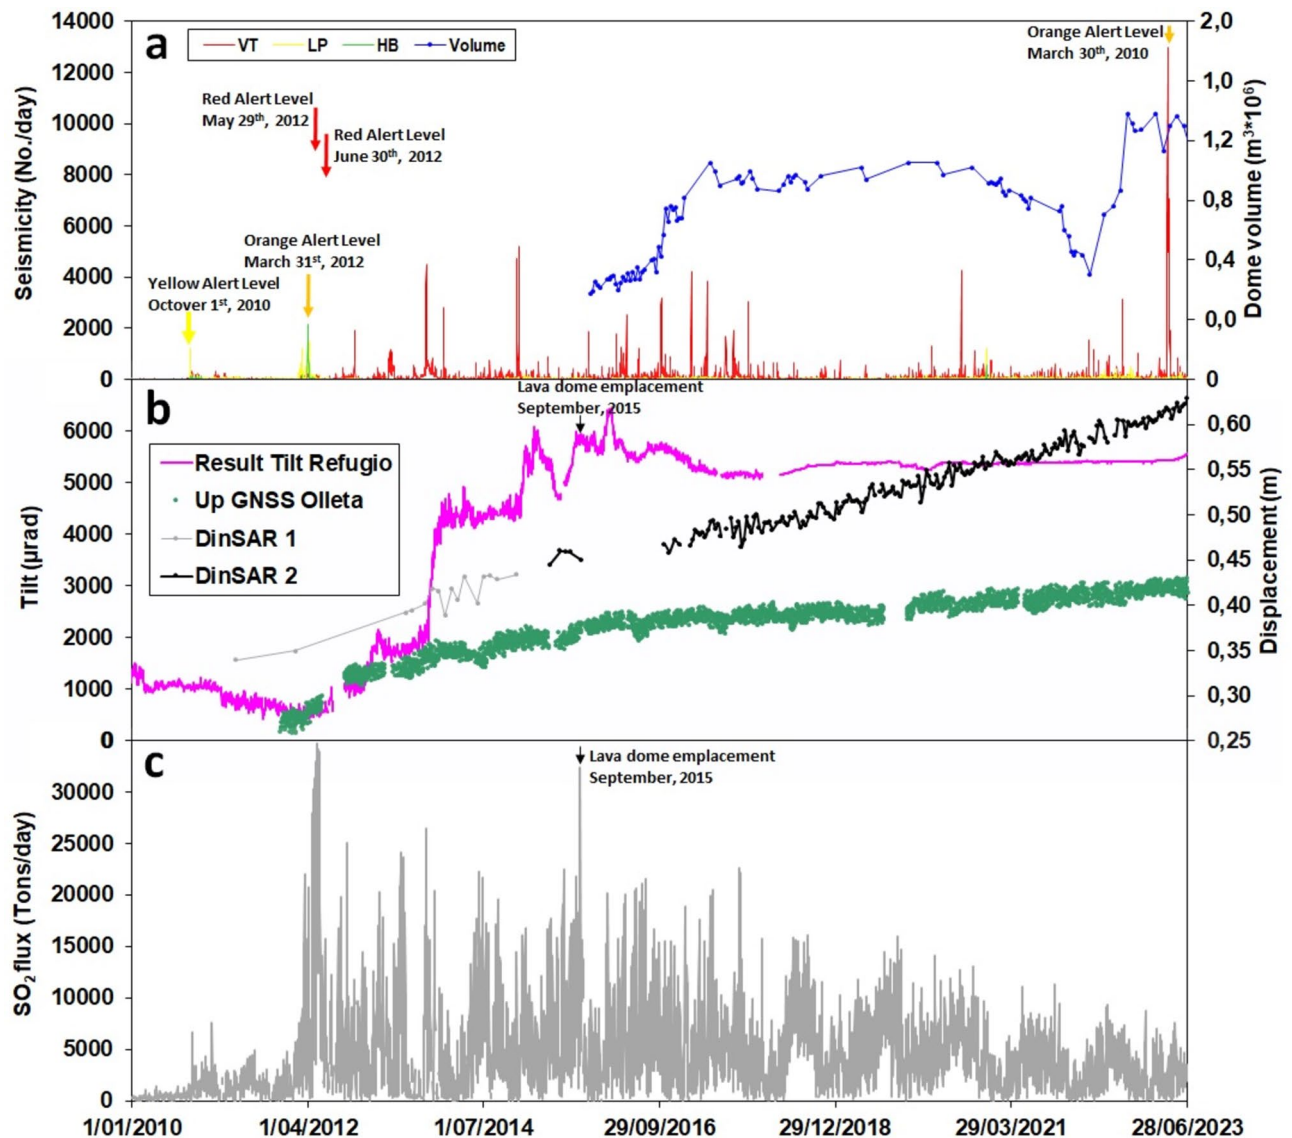 a
VT LP HB Volume
Orange Alert Level
March 30th, 2010
Red Alert Level
May 29th, 2012
Red Alert Level
June 30th, 2012
Orange Alert Level
March 31st, 2012
Yellow Alert Level
Octover 1st, 2010
Seismicity (No./day)
14000
12000
10000
8000
6000
4000
2000
0
Dome volume (m3*106)
2,0
1,0
1,2
0,8
0,4
0,0
0
b
Lava dome emplacement
September, 2015
Result Tilt Refugio
Up GNSS Olleta
DinSAR 1
DinSAR 2
Tilt (µrad)
6000
5000
4000
3000
2000
1000
0
Displacement (m)
0,60
0,55
0,50
0,45
0,40
0,35
0,30
0,25
c
Lava dome emplacement
September, 2015
SO2 flux (Tons/day)
30000
25000
20000
15000
10000
5000
0
1/01/2010 1/04/2012 1/07/2014 29/09/2016 29/12/2018 29/03/2021 28/06/2023